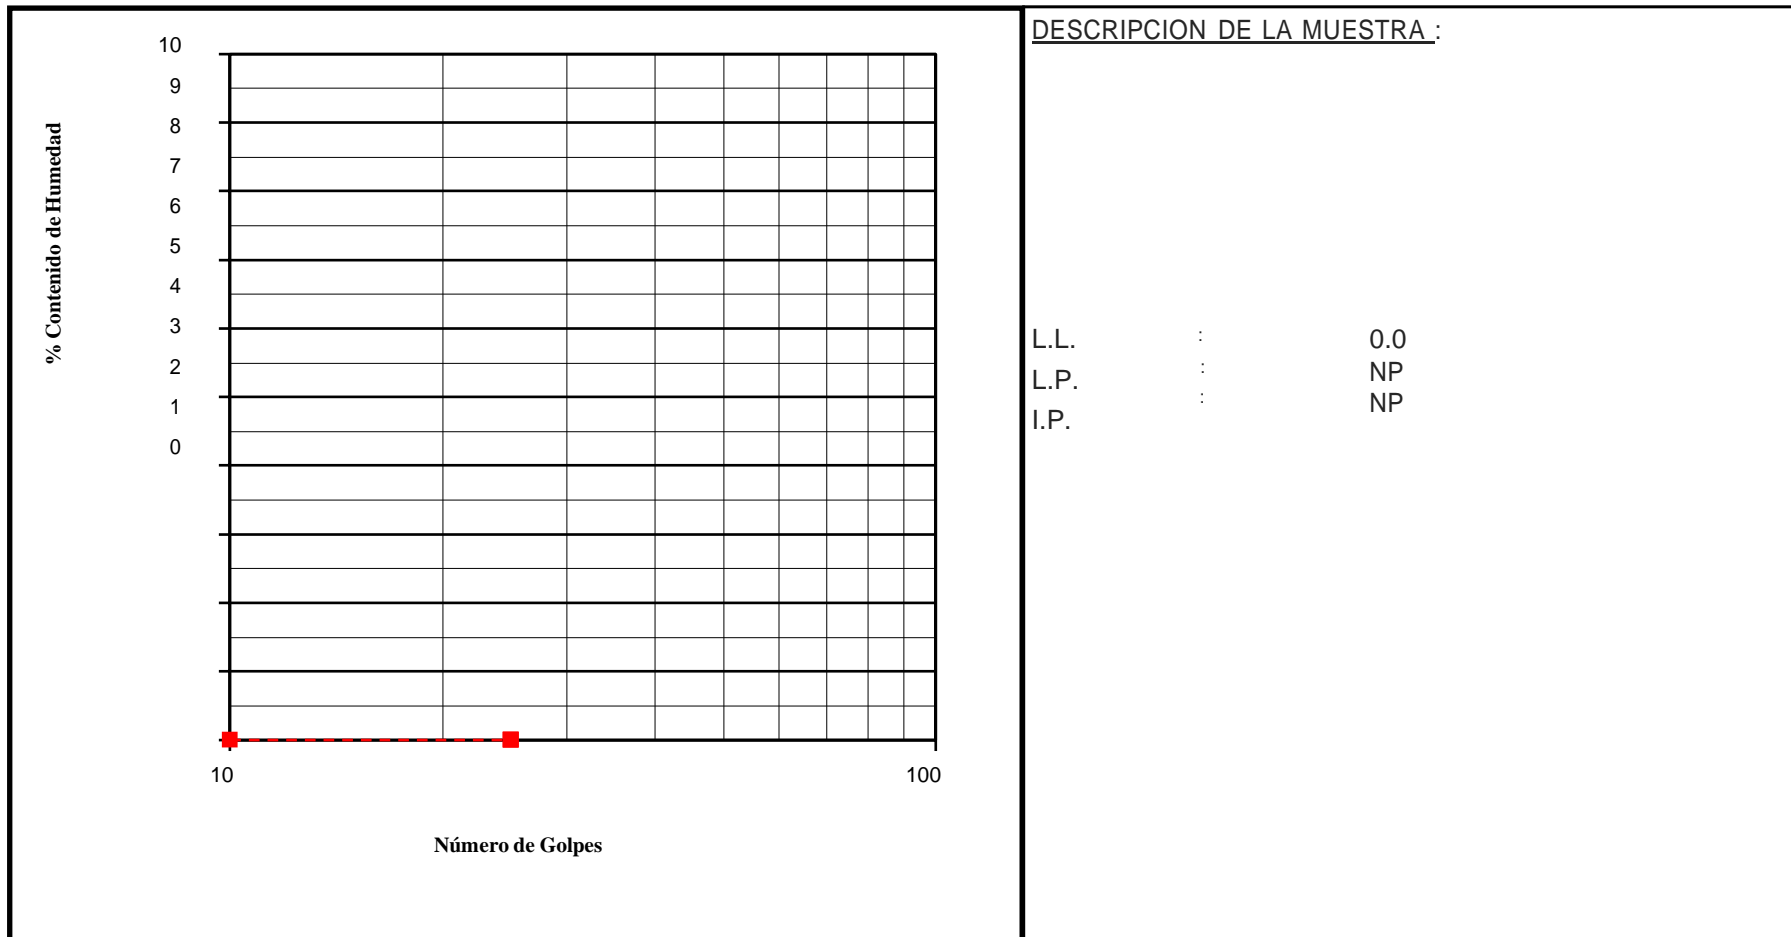 10
9
8
7
6
5
4
3
2
1
0
% Contenido de Humedad
10 100
Número de Golpes
DESCRIPCION DE LA MUESTRA :
L.L. : 0.0
L.P. : NP
I.P. : NP